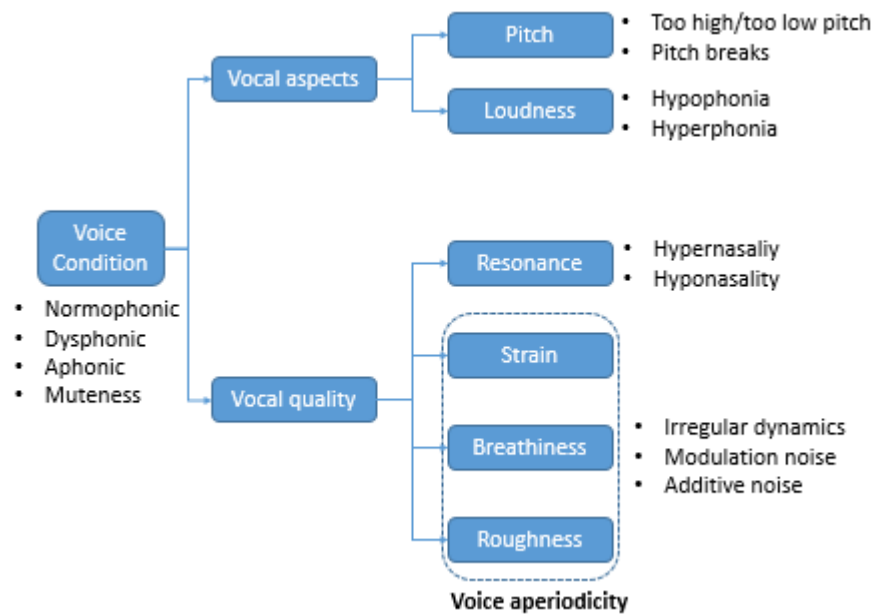 Pitch
• Too high/too low pitch
• Pitch breaks
Vocal aspects
Loudness
• Hypophonia
• Hyperphonia
Voice
Condition
• Normophonic
• Dysphonic
• Aphonic
• Muteness
Resonance
• Hypernasaliy
• Hyponasality
Strain
Vocal quality
Breathiness
• Irregular dynamics
• Modulation noise
• Additive noise
Roughness
Voice aperiodicity